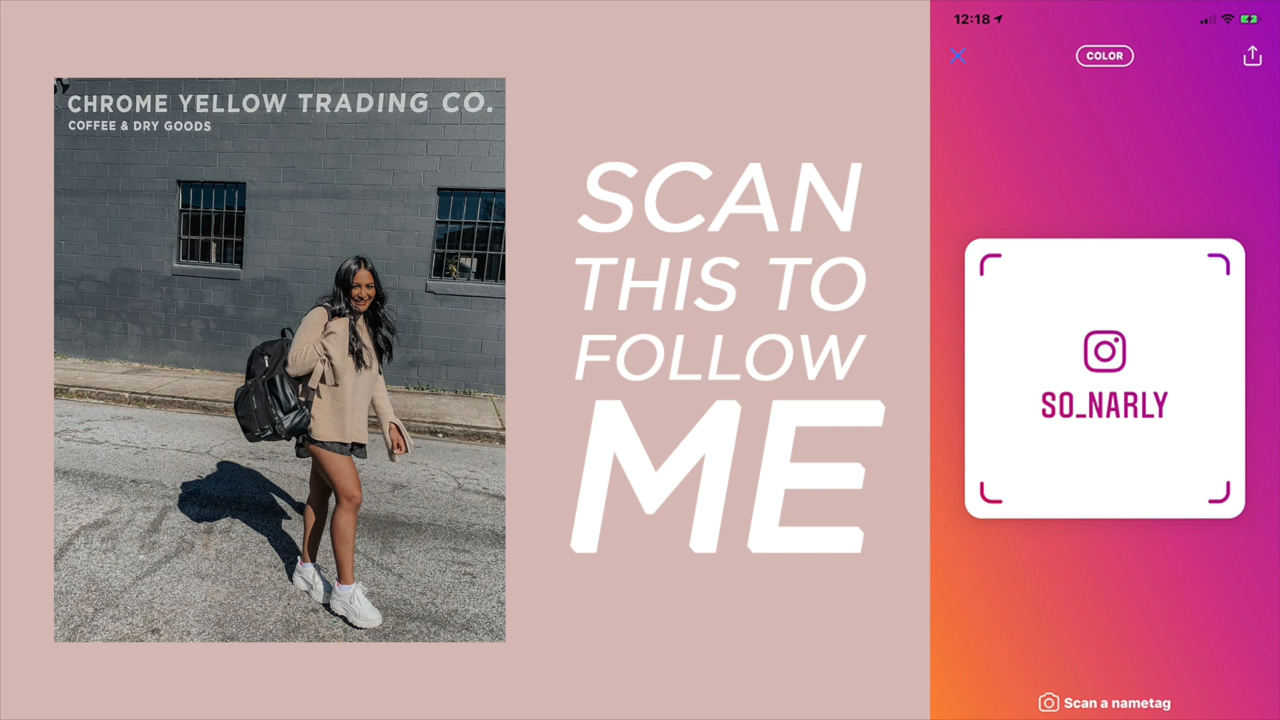 CHROME YELLOW TRADING CO.
COFFEE & DRY GOODS
SCAN
THIS TO
FOLLOW
ME
12:18
COLOR
SO_NARLY
Scan a nametag